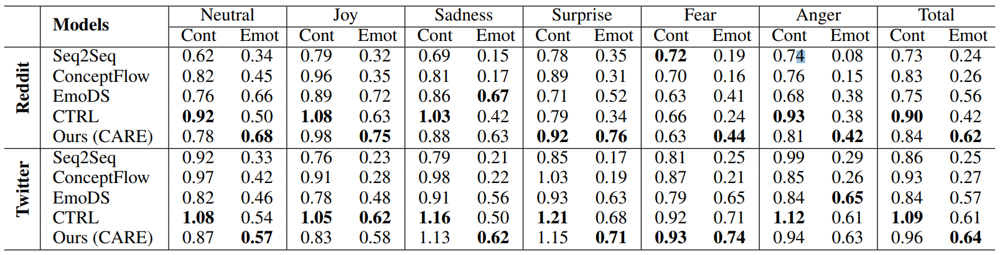 Models Neutral Joy Sadness Surprise Fear Anger Total
Cont Emot Cont Emot Cont Emot Cont Emot Cont Emot Cont Emot Cont Emot
Reddit
Seq2Seq 0.62 0.34 0.79 0.32 0.69 0.15 0.78 0.35 0.72 0.19 0.74 0.08 0.73 0.24
ConceptFlow 0.82 0.45 0.96 0.35 0.81 0.17 0.89 0.31 0.70 0.16 0.76 0.15 0.83 0.26
EmoDS 0.76 0.66 0.89 0.72 0.86 0.67 0.71 0.52 0.63 0.41 0.68 0.38 0.75 0.56
CTRL 0.92 0.50 1.08 0.63 1.03 0.42 0.79 0.34 0.66 0.24 0.93 0.38 0.90 0.42
Ours (CARE) 0.78 0.68 0.98 0.75 0.88 0.63 0.92 0.76 0.63 0.44 0.81 0.42 0.84 0.62
Twitter
Seq2Seq 0.92 0.33 0.76 0.23 0.79 0.21 0.85 0.17 0.81 0.25 0.99 0.29 0.86 0.25
ConceptFlow 0.97 0.42 0.91 0.28 0.98 0.22 1.03 0.19 0.87 0.21 0.85 0.26 0.93 0.27
EmoDS 0.82 0.46 0.78 0.48 0.91 0.56 0.93 0.63 0.79 0.65 0.84 0.65 0.84 0.57
CTRL 1.08 0.54 1.05 0.62 1.16 0.50 1.21 0.68 0.92 0.71 1.12 0.61 1.09 0.61
Ours (CARE) 0.87 0.57 0.83 0.58 1.13 0.62 1.15 0.71 0.93 0.74 0.94 0.63 0.96 0.64